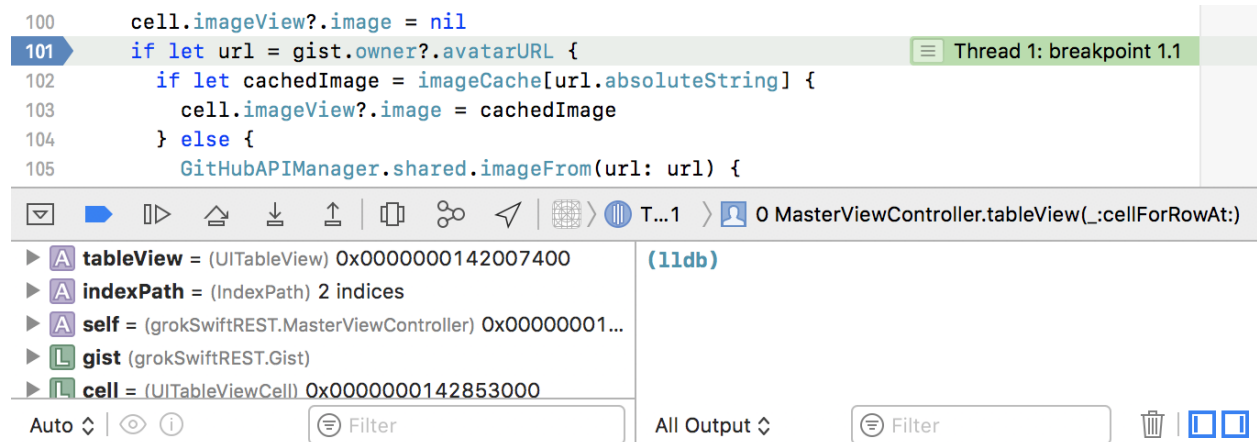 100 cell.imageView?.image = nil
101 if let url = gist.owner?.avatarURL { Thread 1: breakpoint 1.1
102 if let cachedImage = imageCache[url.absoluteString] {
103 cell.imageView?.image = cachedImage
104 } else {
105 GitHubAPIManager.shared.imageFrom(url: url) {
T...1 0 MasterViewController.tableView(_:cellForRowAt:)
A tableView = (UITableView) 0x0000000142007400
A indexPath = (IndexPath) 2 indices
A self = (grokSwiftREST.MasterViewController) 0x00000001...
L gist (grokSwiftREST.Gist)
L cell = (UITableViewCell) 0x0000000142853000
(lldb)
Auto Filter
All Output Filter